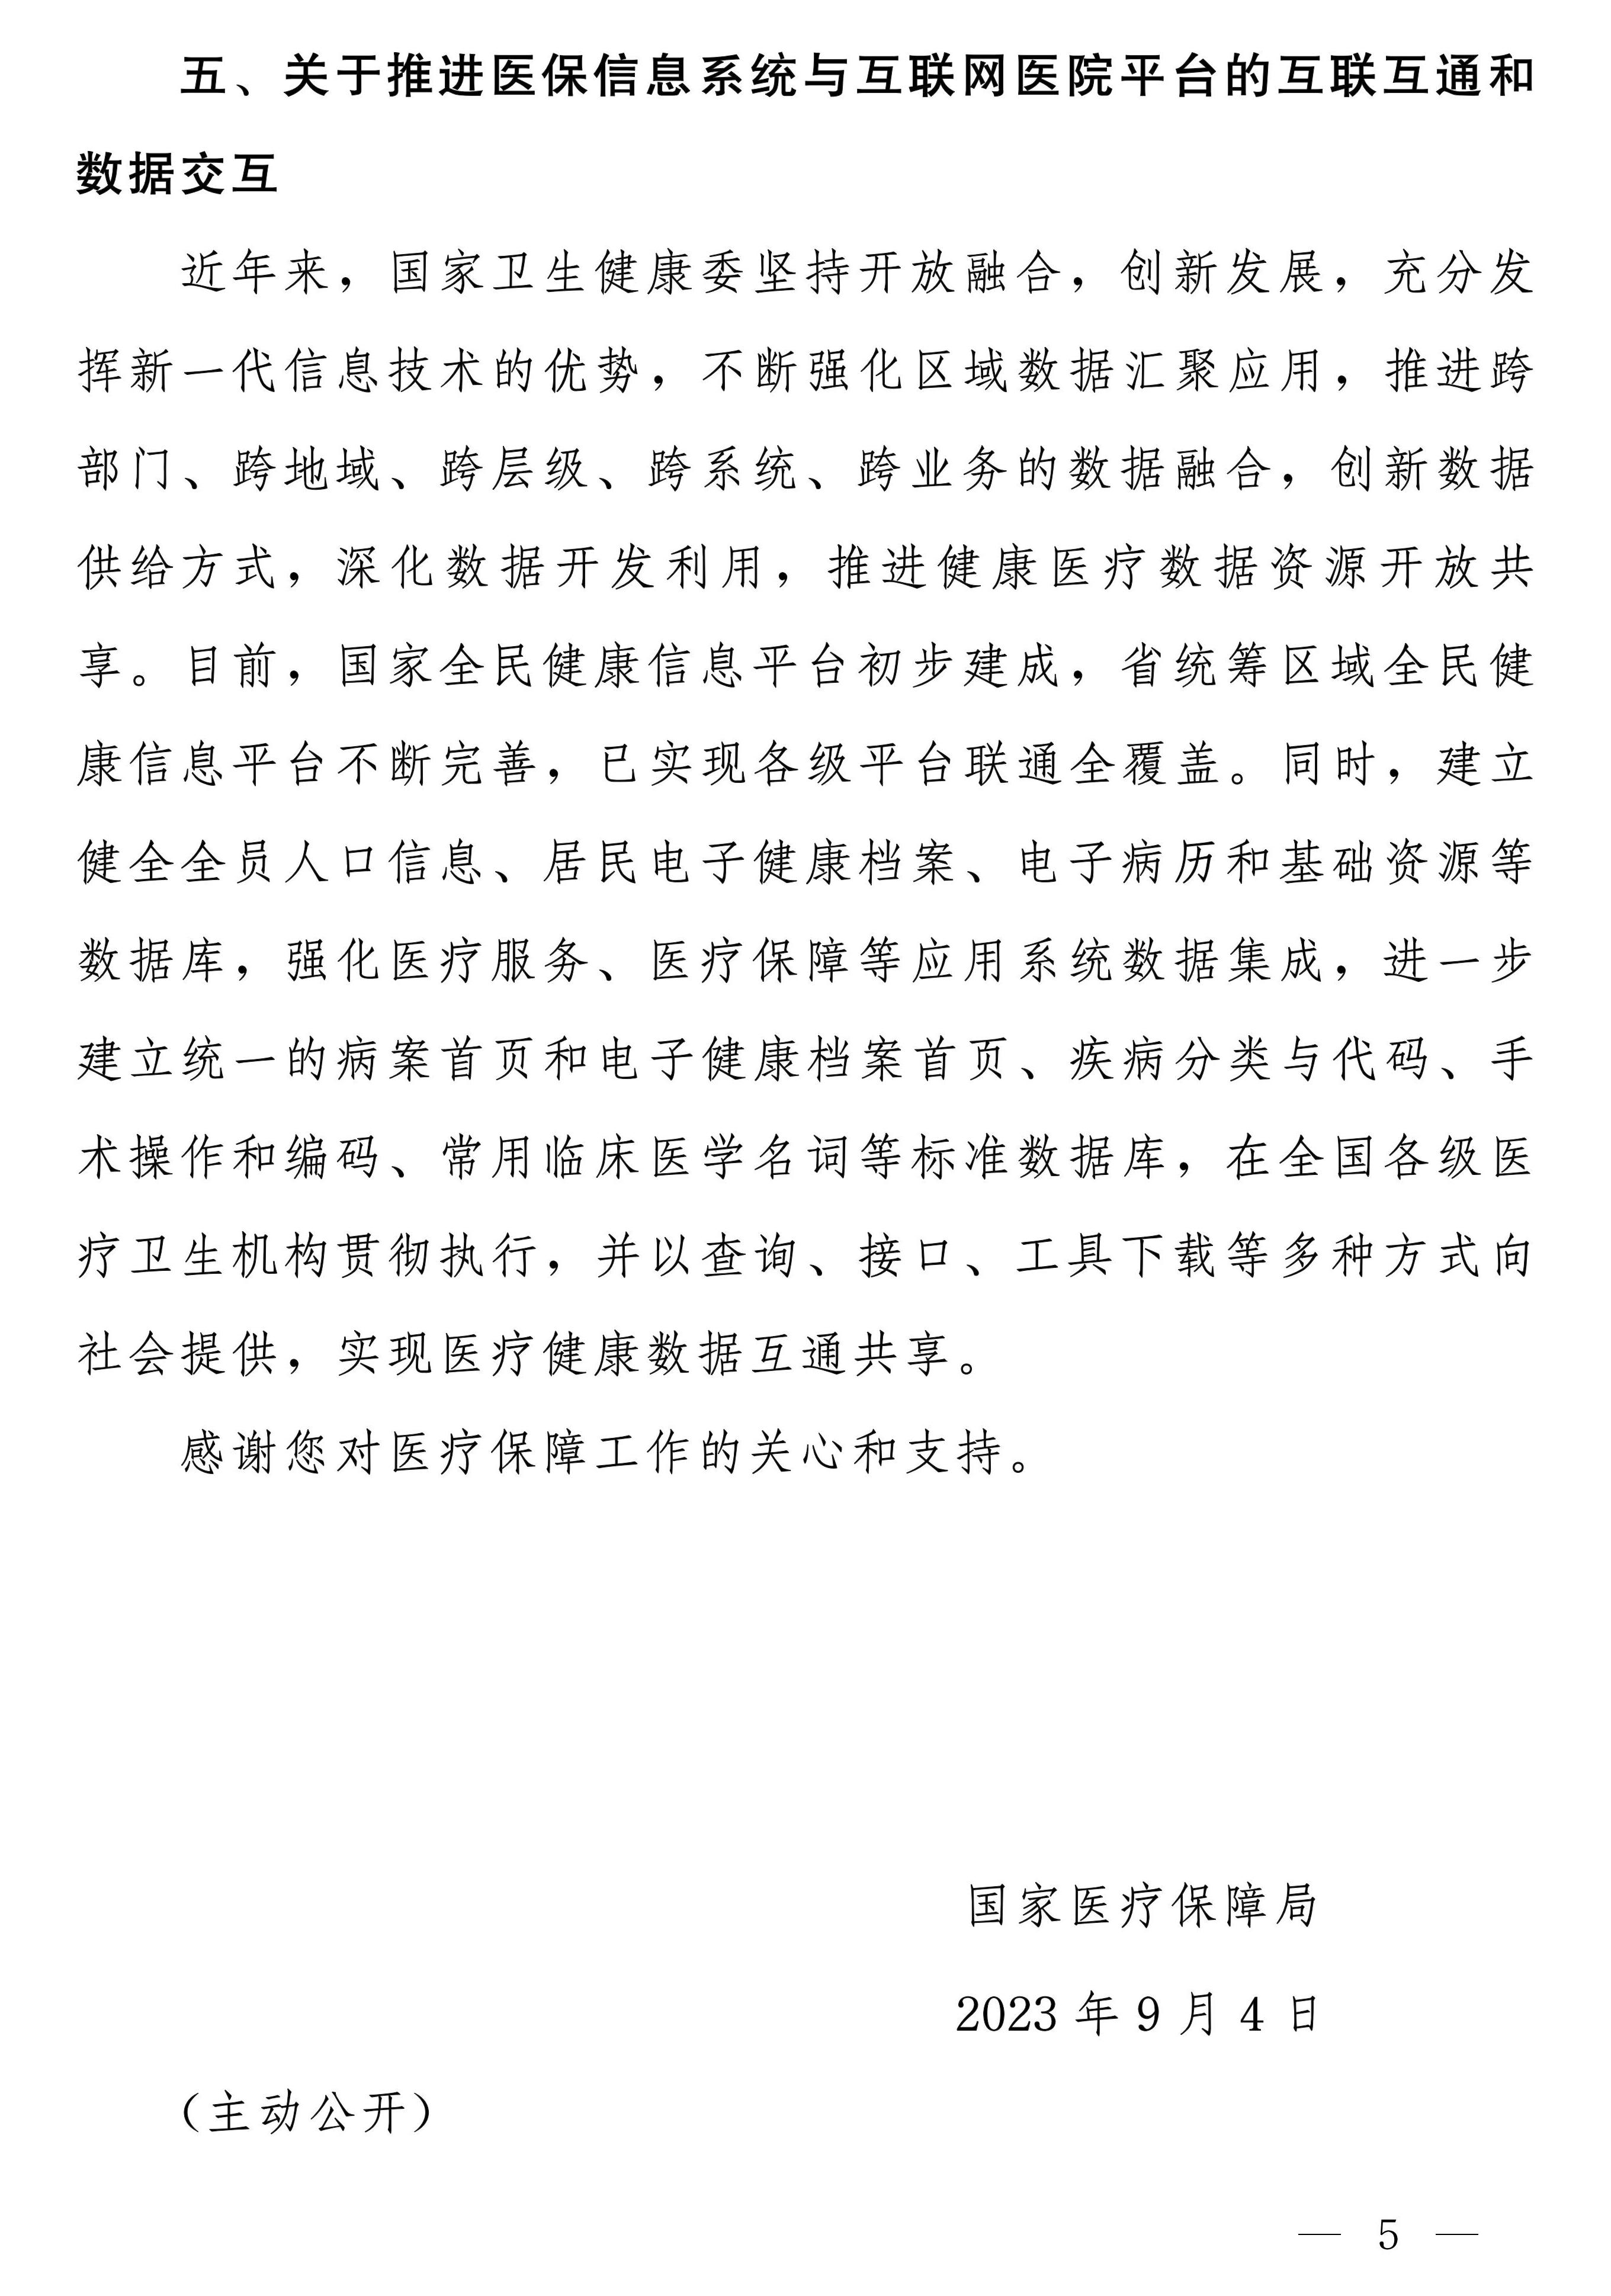 五、关于推进医保信息系统与互联网医院平台的互联互通和
数据交互
近年来，国家卫生健康委坚持开放融合，创新发展，充分发
挥新一代信息技术的优势，不断强化区域数据汇聚应用，推进跨
部门、跨地域、跨层级、跨系统、跨业务的数据融合，创新数据
供给方式，深化数据开发利用，推进健康医疗数据资源开放共
享。目前，国家全民健康信息平台初步建成，省统筹区域全民健
康信息平台不断完善，已实现各级平台联通全覆盖。同时，建立
健全全员人口信息、居民电子健康档案、电子病历和基础资源等
数据库，强化医疗服务、医疗保障等应用系统数据集成，进一步
建立统一的病案首页和电子健康档案首页、疾病分类与代码、手
术操作和编码、常用临床医学名词等标准数据库，在全国各级医
疗卫生机构贯彻执行，并以查询、接口、工具下载等多种方式向
社会提供，实现医疗健康数据互通共享。
感谢您对医疗保障工作的关心和支持。
国家医疗保障局
2023 年 9 月 4 日
（主动公开）
— 5 —